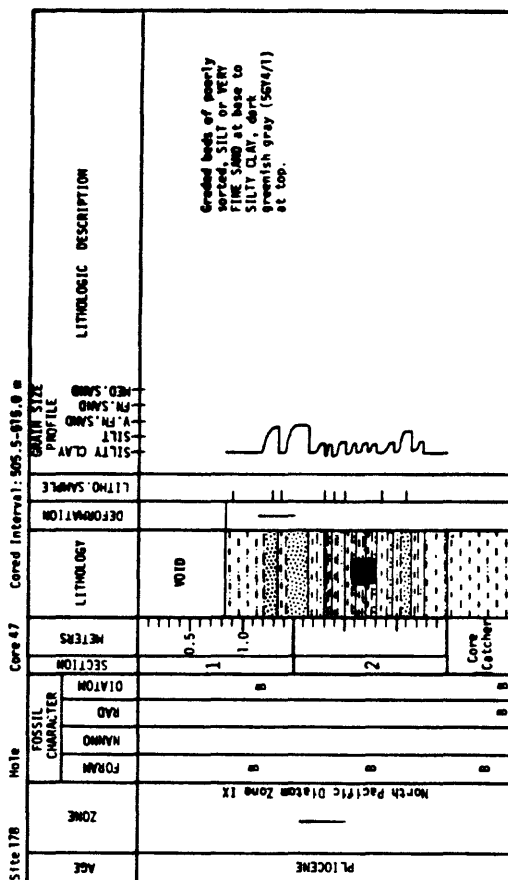 Site 178 Hole Core 47 Cored Interval: 505.5-616.0 m
AGE
ZONE
FOSSIL
CHARACTER
FORAM
NANNO
RAD
DIATOM
SECTION
METERS
LITHOLOGY
DEFORMATION
LITHO.SAMPLE
GRAIN SIZE
PROFILE
SILTY CLAY
SILT
V.FN.SAND
FN.SAND
MED.SAND
LITHOLOGIC DESCRIPTION
PLIOCENE
North Pacific Diatom Zone IX
B
B
B
B
B
B
1
2
Core
Catcher
0.5
1.0
VOID
Graded beds of poorly
sorted, SILT or VERY
FINE SAND at base to
SILTY CLAY, dark
greenish gray (5GY4/1)
at top.